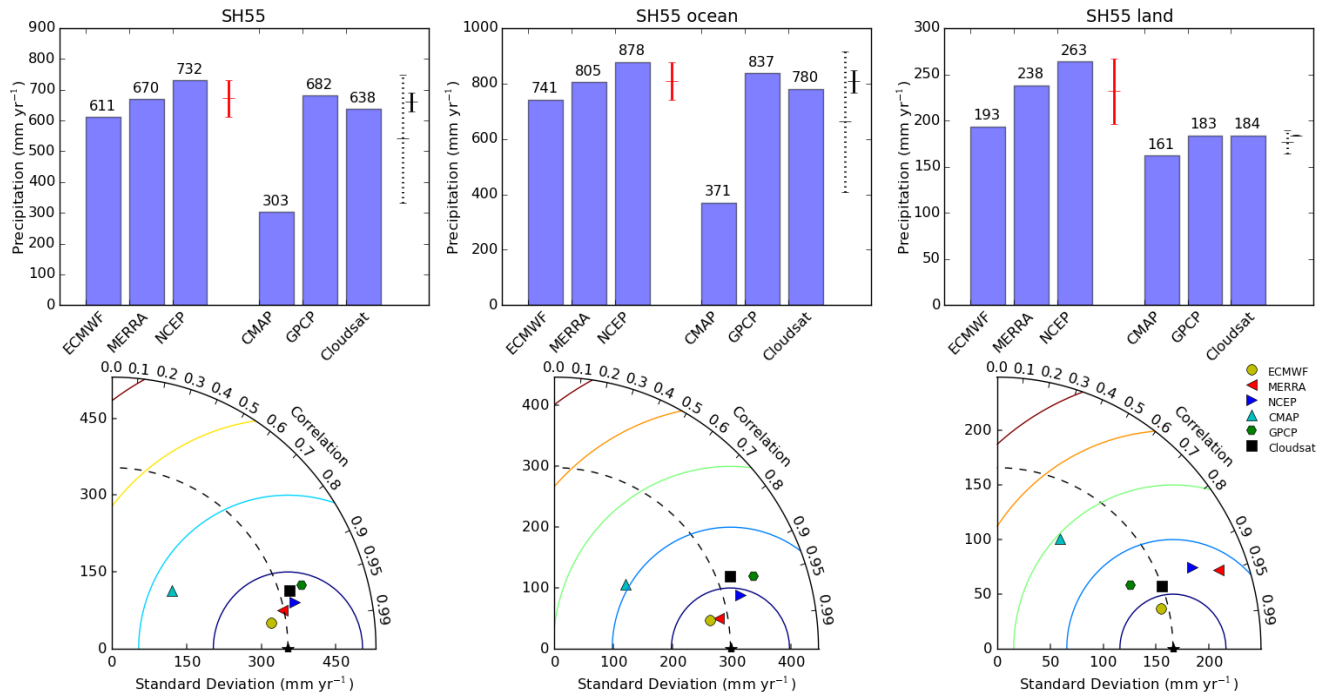 SH55
SH55 ocean
SH55 land
Precipitation (mm yr⁻¹)
900
800
700
600
500
400
300
200
100
0
611
670
732
303
682
638
ECMWF
MERRA
NCEP
CMAP
GPCP
Cloudsat
Precipitation (mm yr⁻¹)
1000
800
600
400
200
0
741
805
878
371
837
780
ECMWF
MERRA
NCEP
CMAP
GPCP
Cloudsat
Precipitation (mm yr⁻¹)
300
250
200
150
100
50
0
193
238
263
161
183
184
ECMWF
MERRA
NCEP
CMAP
GPCP
Cloudsat
0.0
0.1
0.2
0.3
0.4
0.5
0.6
0.7
0.8
0.9
0.95
0.99
Correlation
450
300
150
0
0
150
300
450
Standard Deviation (mm yr⁻¹)
0.0
0.1
0.2
0.3
0.4
0.5
0.6
0.7
0.8
0.9
0.95
0.99
Correlation
400
300
200
100
0
0
100
200
300
400
Standard Deviation (mm yr⁻¹)
0.0
0.1
0.2
0.3
0.4
0.5
0.6
0.7
0.8
0.9
0.95
0.99
Correlation
200
150
100
50
0
0
50
100
150
200
Standard Deviation (mm yr⁻¹)
ECMWF
MERRA
NCEP
CMAP
GPCP
Cloudsat